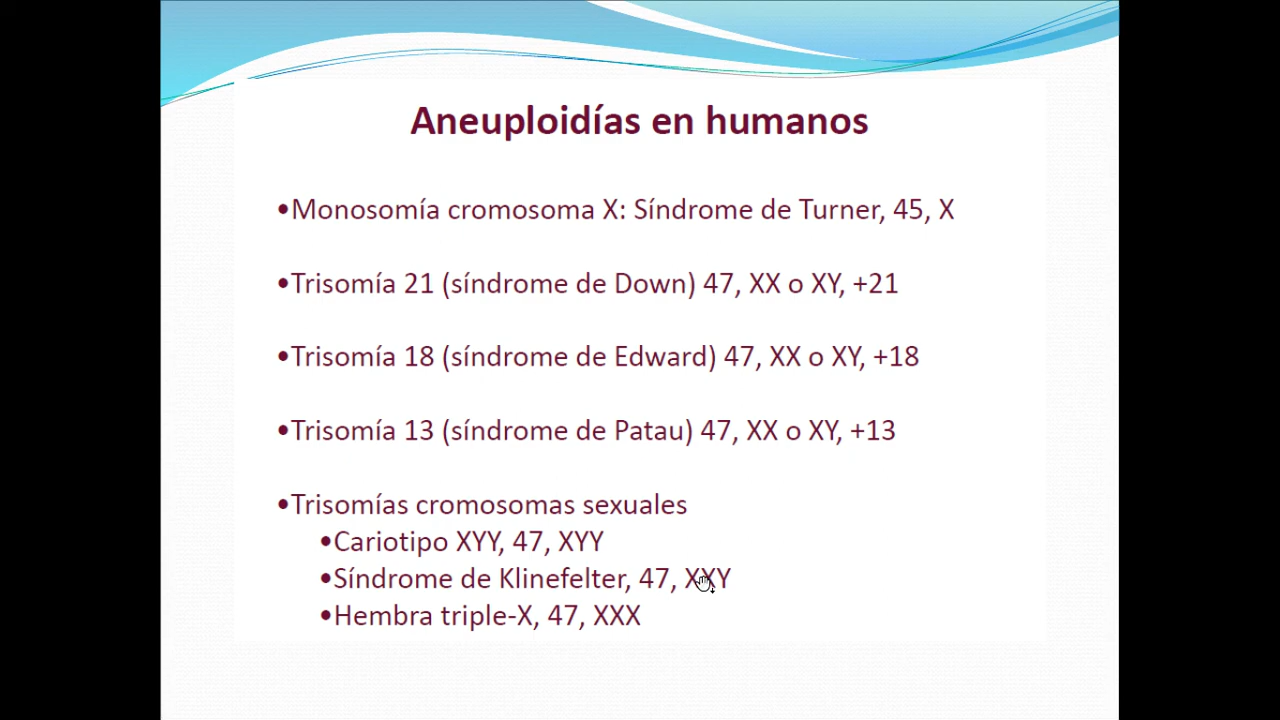 Aneuploidías en humanos
•Monosomía cromosoma X: Síndrome de Turner, 45, X
•Trisomía 21 (síndrome de Down) 47, XX o XY, +21
•Trisomía 18 (síndrome de Edward) 47, XX o XY, +18
•Trisomía 13 (síndrome de Patau) 47, XX o XY, +13
•Trisomías cromosomas sexuales
•Cariotipo XYY, 47, XYY
•Síndrome de Klinefelter, 47, XXY
•Hembra triple-X, 47, XXX